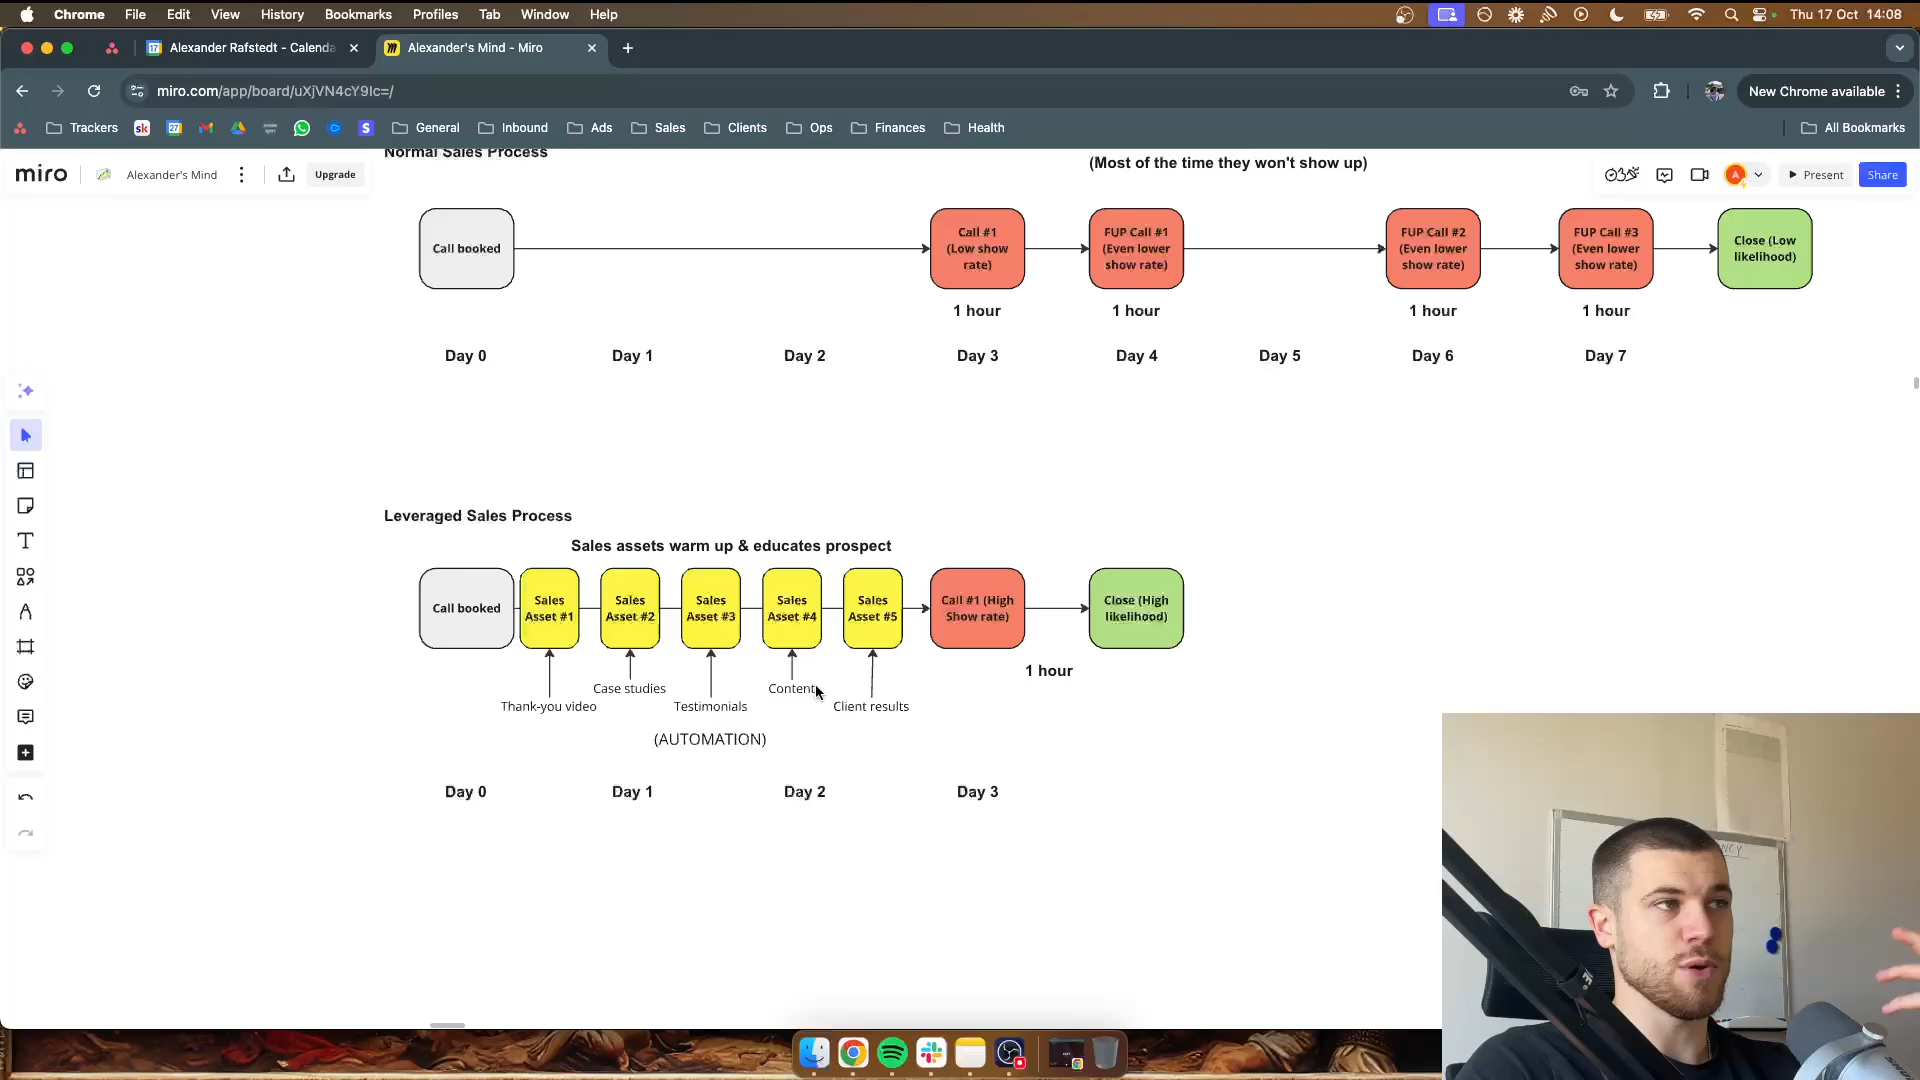 Chrome File Edit View History Bookmarks Profiles Tab Window Help
Thu 17 Oct 14:08
Alexander Rafstedt - Calenda
Alexander's Mind - Miro
miro.com/app/board/uXjVN4cY9Ic=/
New Chrome available
Trackers
sk
27
General
Inbound
Ads
Sales
Clients
Ops
Finances
Health
All Bookmarks
miro
Alexander's Mind
Upgrade
Present
Share
Normal Sales Process
(Most of the time they won't show up)
Call booked
Call #1
(Low show
rate)
FUP Call #1
(Even lower
show rate)
FUP Call #2
(Even lower
show rate)
FUP Call #3
(Even lower
show rate)
Close (Low
likelihood)
1 hour
1 hour
1 hour
1 hour
Day 0
Day 1
Day 2
Day 3
Day 4
Day 5
Day 6
Day 7
Leveraged Sales Process
Sales assets warm up & educates prospect
Call booked
Sales
Asset #1
Sales
Asset #2
Sales
Asset #3
Sales
Asset #4
Sales
Asset #5
Call #1 (High
Show rate)
Close (High
likelihood)
1 hour
Thank-you video
Case studies
Testimonials
Content
Client results
(AUTOMATION)
Day 0
Day 1
Day 2
Day 3